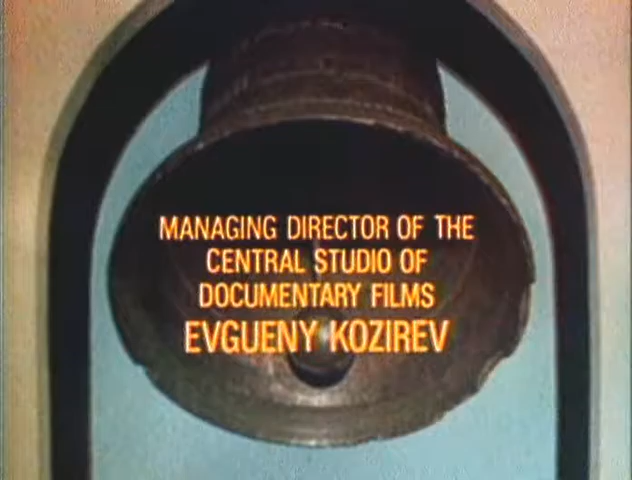 MANAGING DIRECTOR OF THE
CENTRAL STUDIO OF
DOCUMENTARY FILMS
EVGUENY KOZIREV